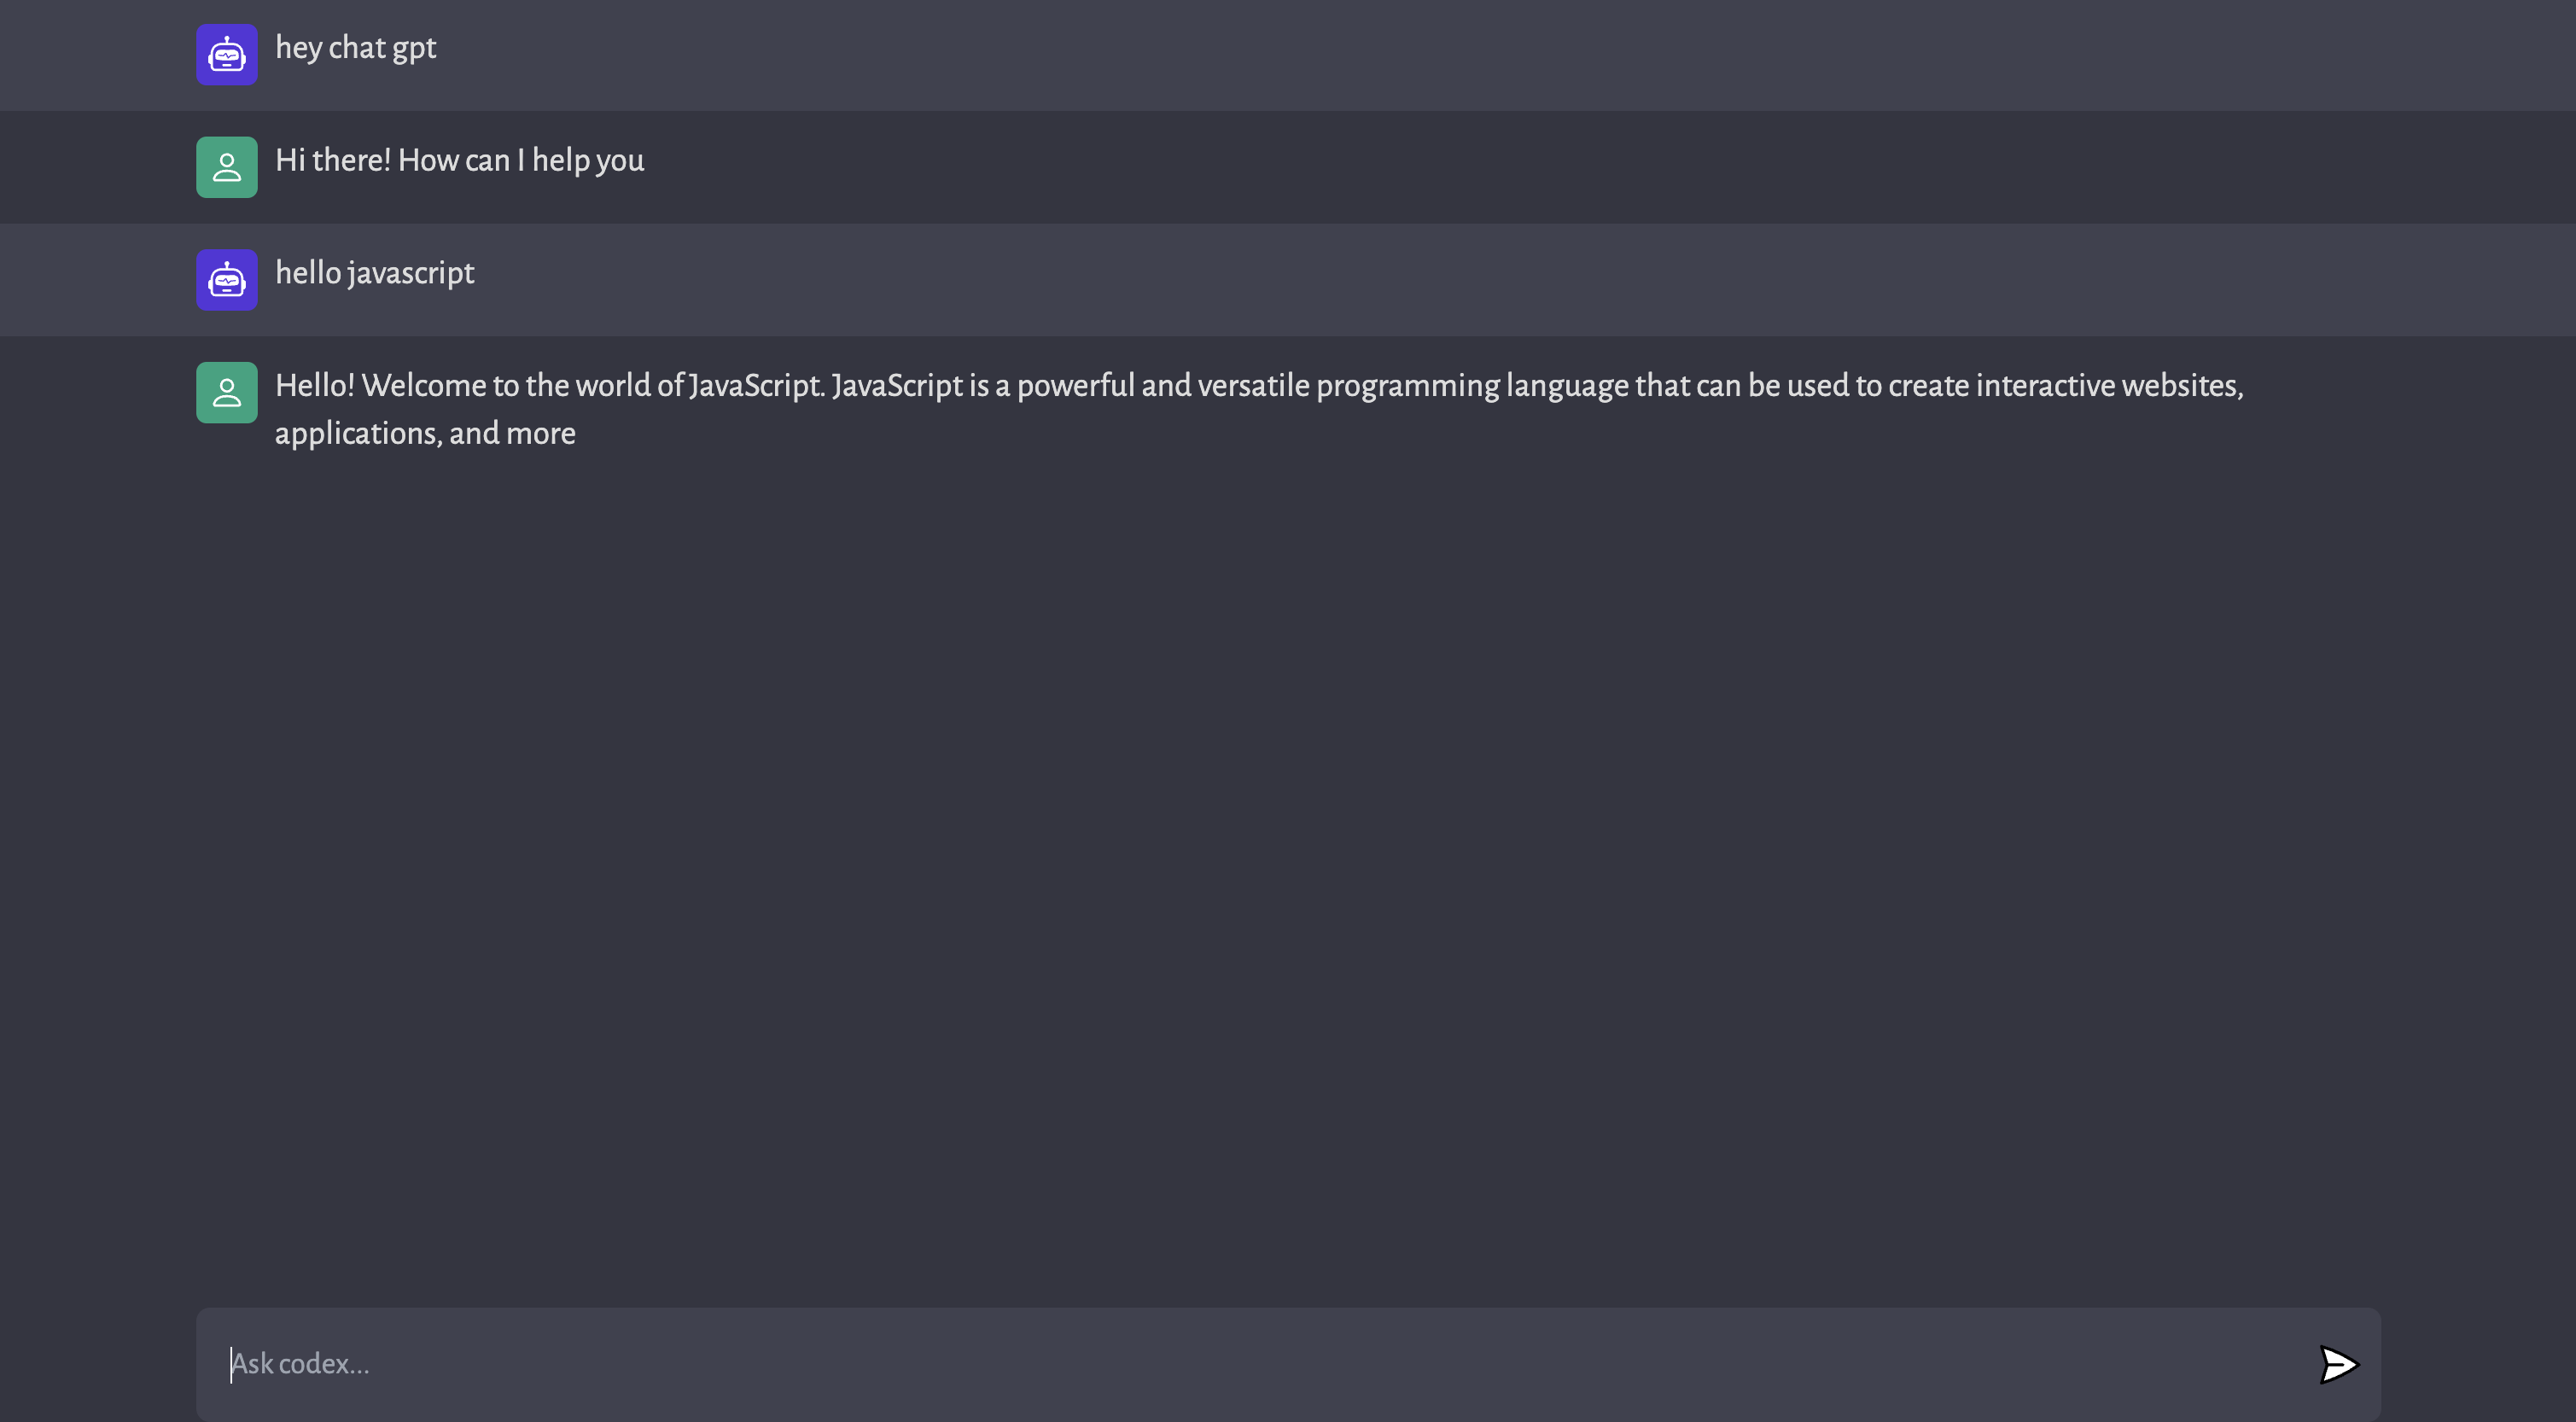 hey chat gpt
Hi there! How can I help you
hello javascript
Hello! Welcome to the world of JavaScript. JavaScript is a powerful and versatile programming language that can be used to create interactive websites,
applications, and more
Ask codex...